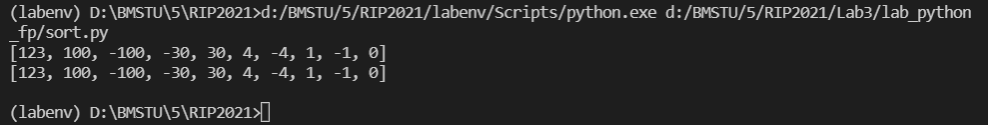 (labenv) D:\BMSTU\5\RIP2021>d:/BMSTU/5/RIP2021/labenv/Scripts/python.exe d:/BMSTU/5/RIP2021/Lab3/lab_python
_fp/sort.py
[123, 100, -100, -30, 30, 4, -4, 1, -1, 0]
[123, 100, -100, -30, 30, 4, -4, 1, -1, 0]
(labenv) D:\BMSTU\5\RIP2021>